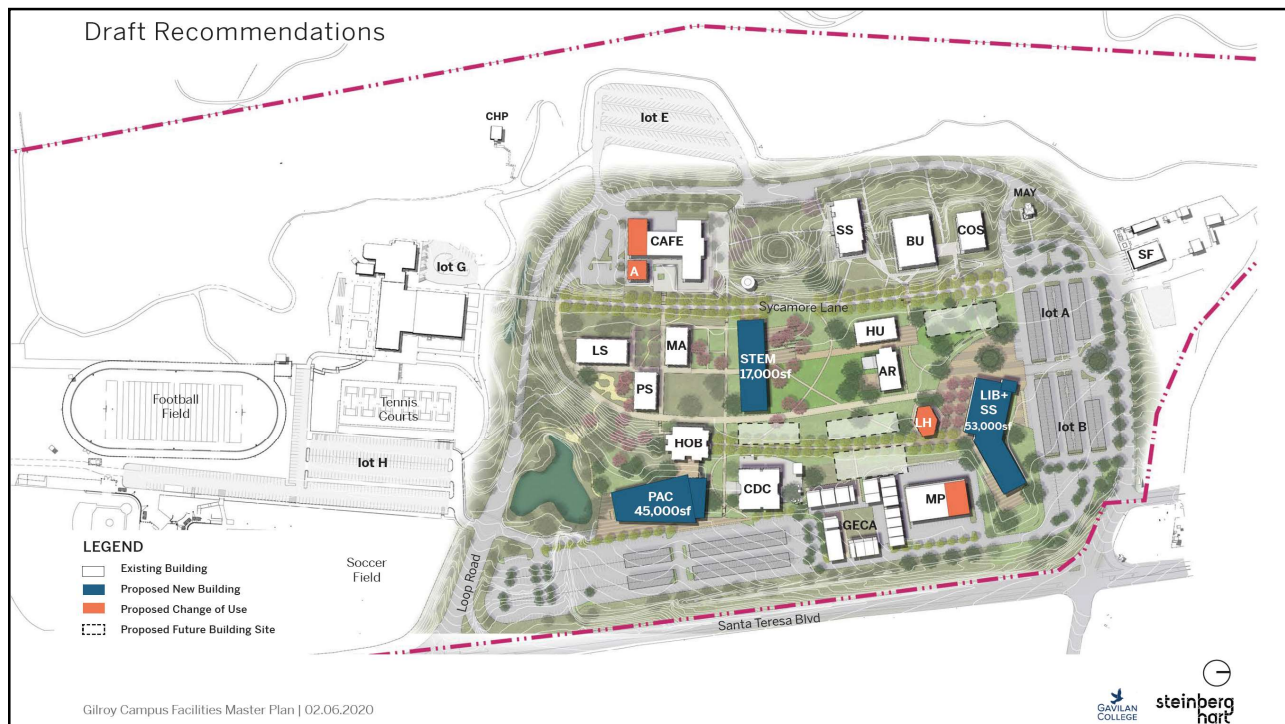 Draft Recommendations
lot E
CHP
MAY
SS
BU
COS
CAFE
SF
A
lot G
Sycamore Lane
lot A
HU
LS
MA
STEM
17,000sf
AR
PS
LIB+
SS
53,000sf
Football
Field
Tennis
Courts
LH
lot B
HOB
lot H
CDC
PAC
45,000sf
MP
GECA
LEGEND
Existing Building
Proposed New Building
Proposed Change of Use
Proposed Future Building Site
Soccer
Field
Loop Road
Santa Teresa Blvd
Gilroy Campus Facilities Master Plan | 02.06.2020
GAVILAN
COLLEGE
steinberg
hart